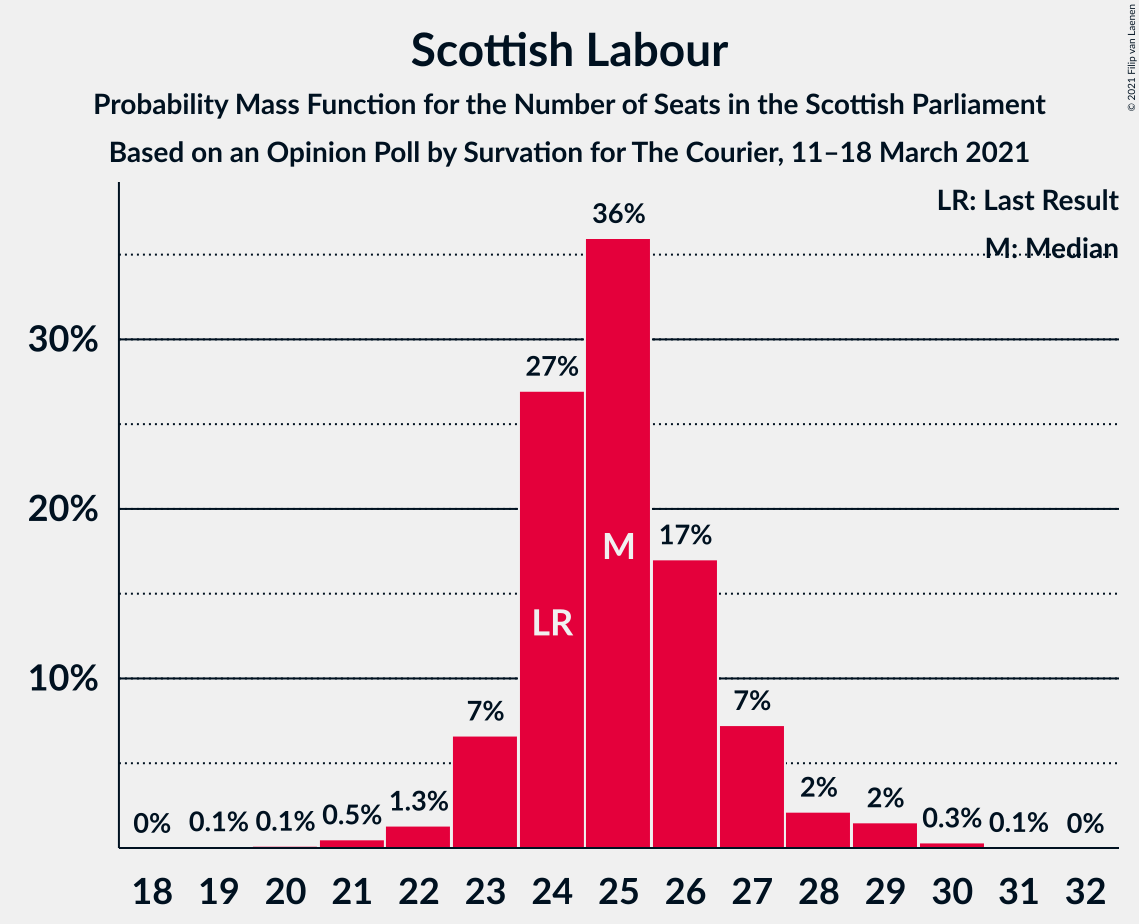 Scottish Labour
Probability Mass Function for the Number of Seats in the Scottish Parliament
Based on an Opinion Poll by Survation for The Courier, 11–18 March 2021
© 2021 Filip van Laenen
LR: Last Result
M: Median
30%
20%
10%
0%
0.1%
0.1%
0.5%
1.3%
7%
27%
36%
17%
7%
2%
2%
0.3%
0.1%
0%
LR
M
18 19 20 21 22 23 24 25 26 27 28 29 30 31 32